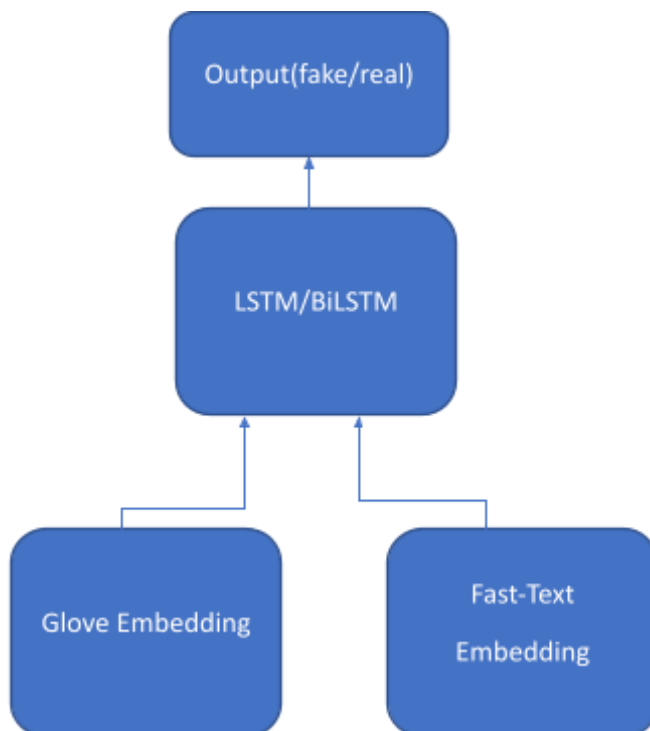 Output(fake/real)
LSTM/BiLSTM
Glove Embedding
Fast-Text
Embedding